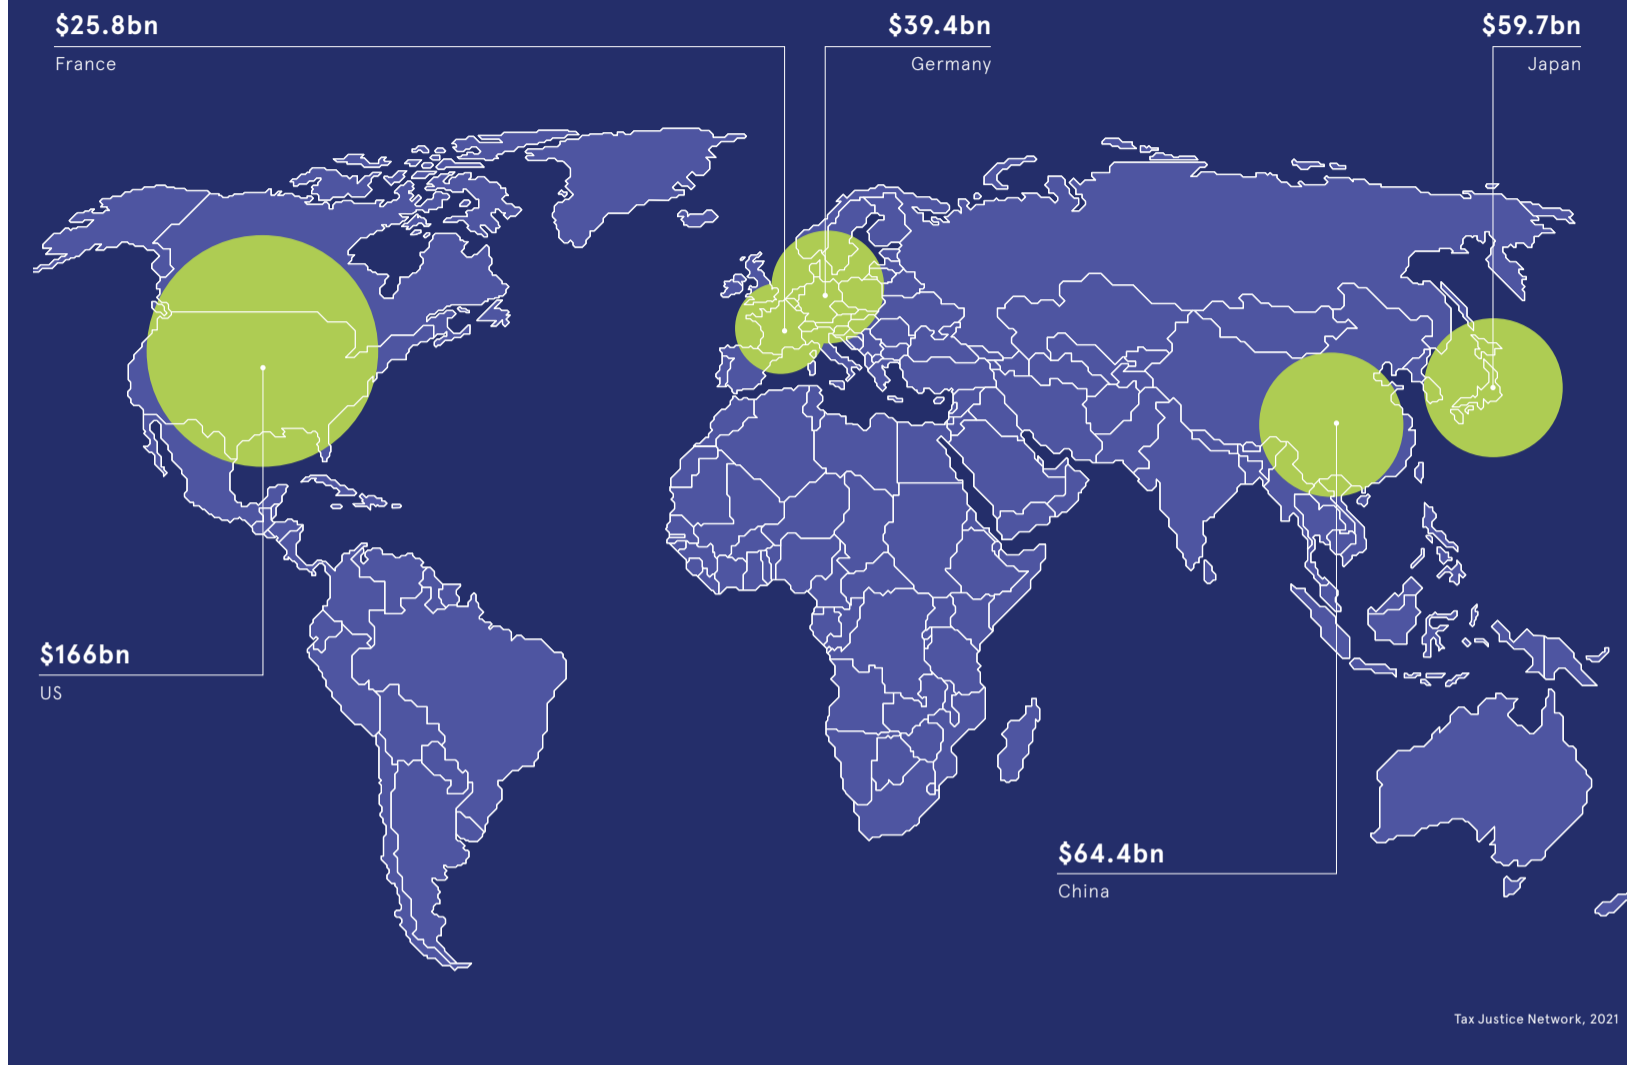 $25.8bn
France
$39.4bn
Germany
$59.7bn
Japan
$166bn
US
$64.4bn
China
Tax Justice Network, 2021